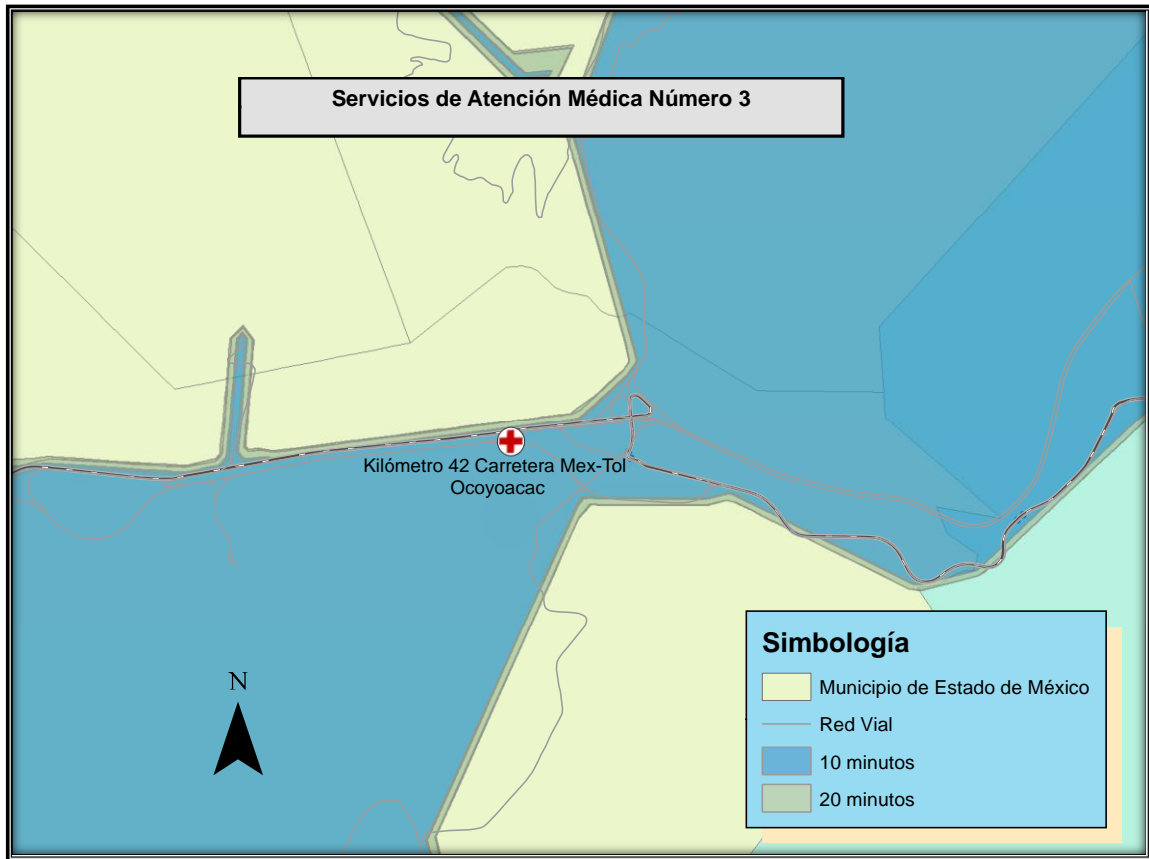 Servicios de Atención Médica Número 3
Kilómetro 42 Carretera Mex-Tol
Ocoyoacac
N
Simbología
Municipio de Estado de México
Red Vial
10 minutos
20 minutos